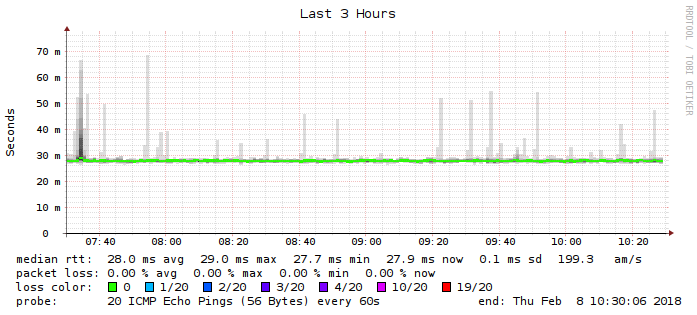 Last 3 Hours
RRDTOOL / TOBI OETIKER
Seconds
70 m
60 m
50 m
40 m
30 m
20 m
10 m
0
07:40 08:00 08:20 08:40 09:00 09:20 09:40 10:00 10:20
median rtt: 28.0 ms avg 29.0 ms max 27.7 ms min 27.9 ms now 0.1 ms sd 199.3 am/s
packet loss: 0.00 % avg 0.00 % max 0.00 % min 0.00 % now
loss color: 0 1/20 2/20 3/20 4/20 10/20 19/20
probe: 20 ICMP Echo Pings (56 Bytes) every 60s end: Thu Feb 8 10:30:06 2018